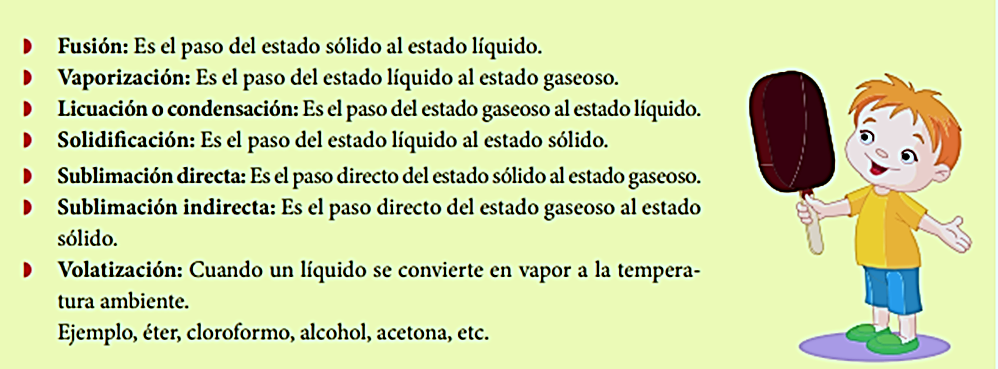 Fusión: Es el paso del estado sólido al estado líquido.
Vaporización: Es el paso del estado líquido al estado gaseoso.
Licuación o condensación: Es el paso del estado gaseoso al estado líquido.
Solidificación: Es el paso del estado líquido al estado sólido.
Sublimación directa: Es el paso directo del estado sólido al estado gaseoso.
Sublimación indirecta: Es el paso directo del estado gaseoso al estado
sólido.
Volatización: Cuando un líquido se convierte en vapor a la tempera-
tura ambiente.
Ejemplo, éter, cloroformo, alcohol, acetona, etc.